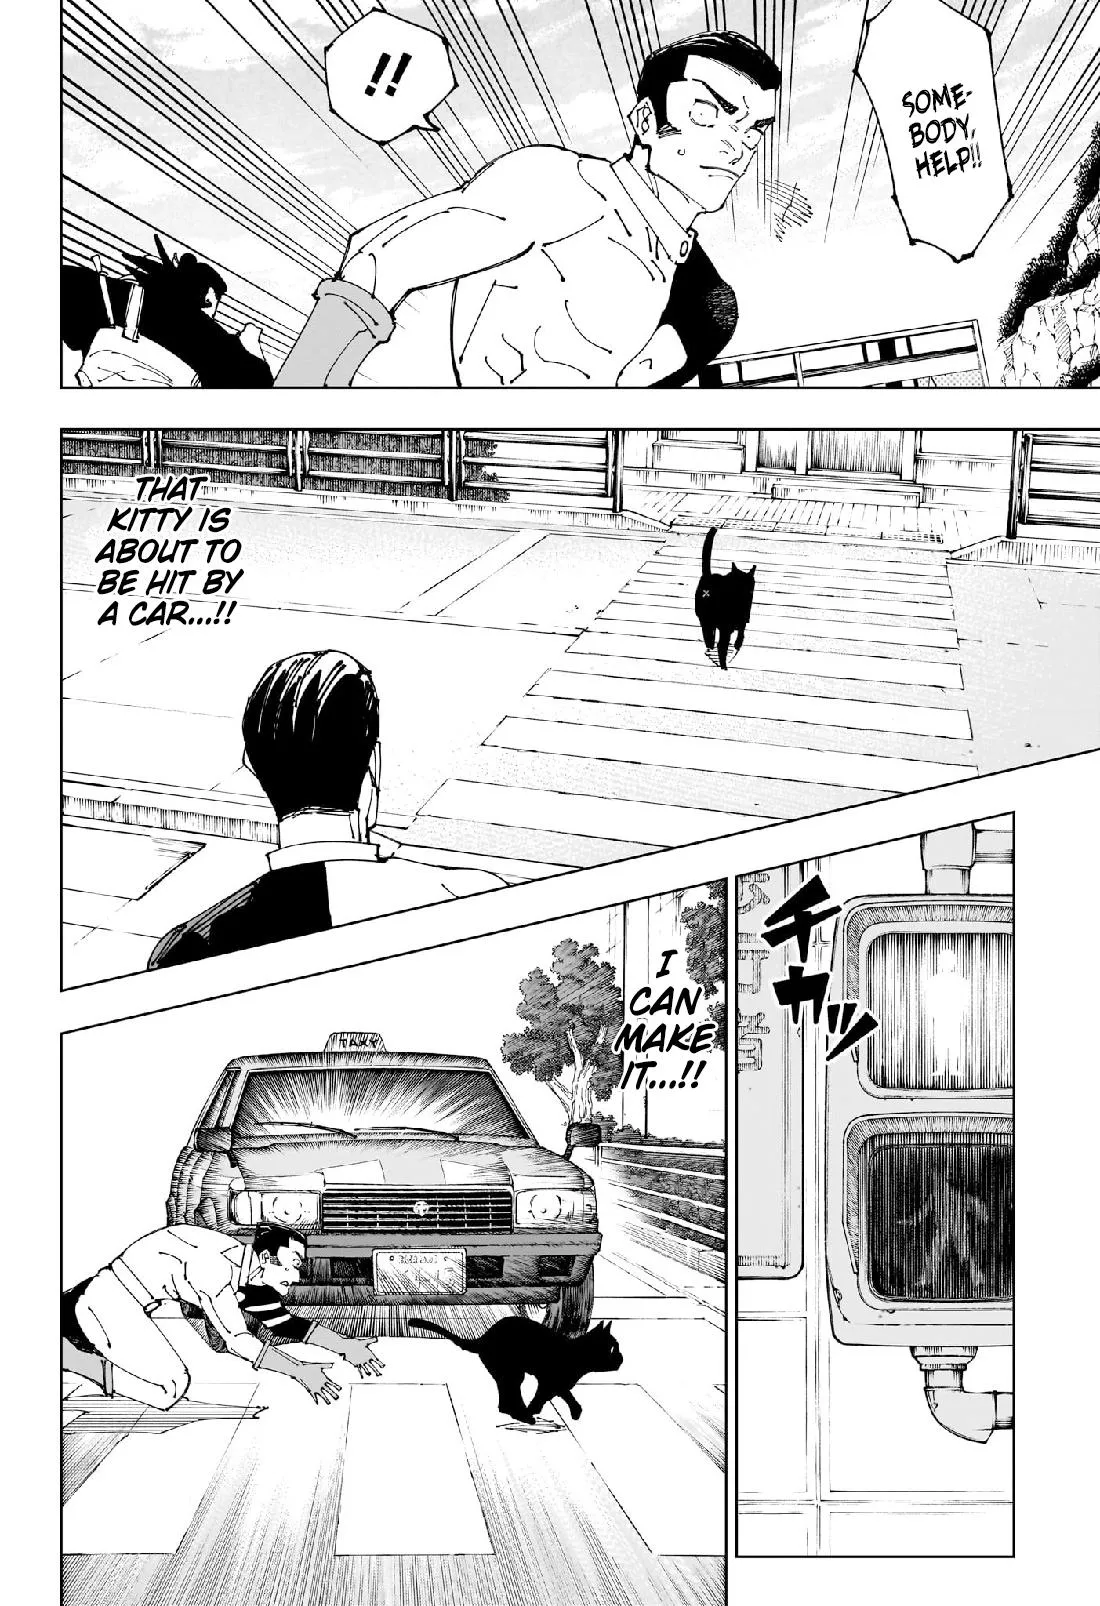 SOME-
BODY,
HELP!!
!!
THAT
KITTY IS
ABOUT TO
BE HIT BY
A CAR...!!
チカッ
I
CAN
MAKE
IT...!!